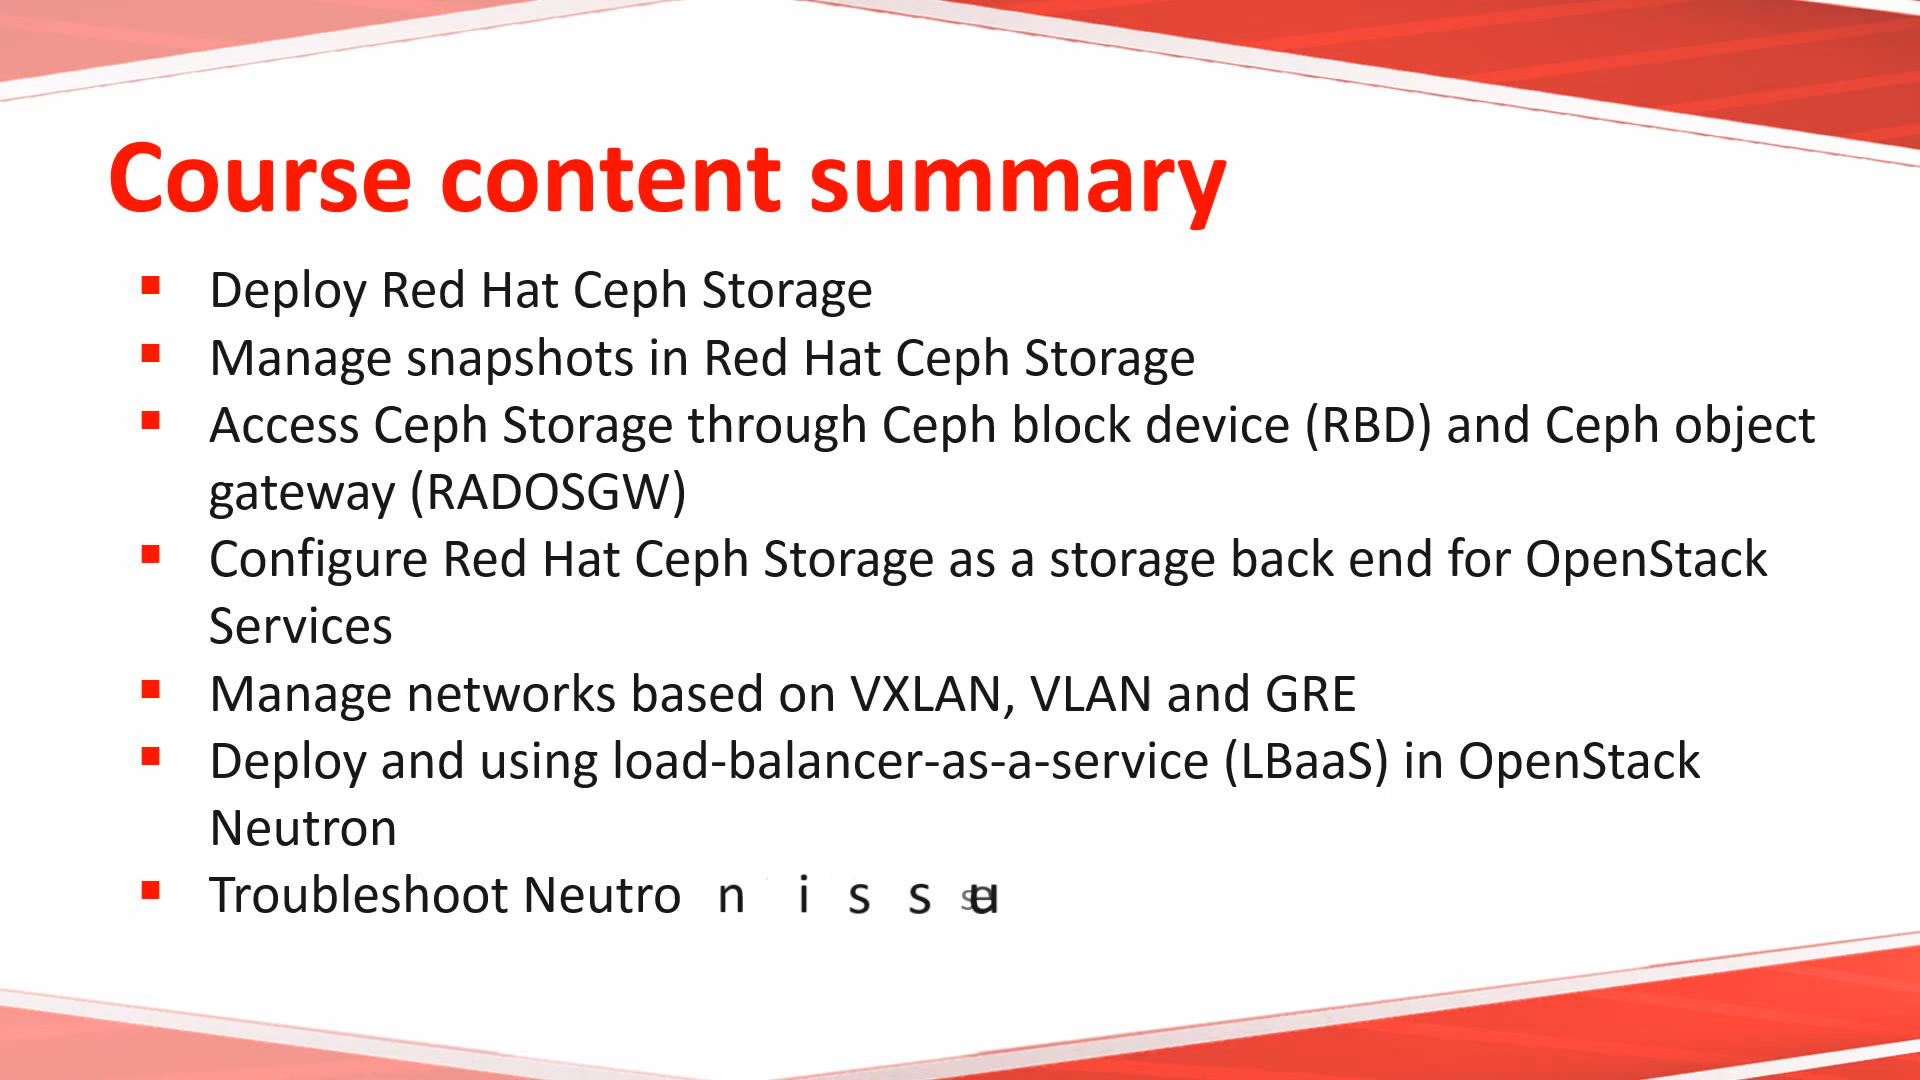 Course content summary
Deploy Red Hat Ceph Storage
Manage snapshots in Red Hat Ceph Storage
Access Ceph Storage through Ceph block device (RBD) and Ceph object
gateway (RADOSGW)
Configure Red Hat Ceph Storage as a storage back end for OpenStack
Services
Manage networks based on VXLAN, VLAN and GRE
Deploy and using load-balancer-as-a-service (LBaaS) in OpenStack
Neutron
Troubleshoot Neutron issues